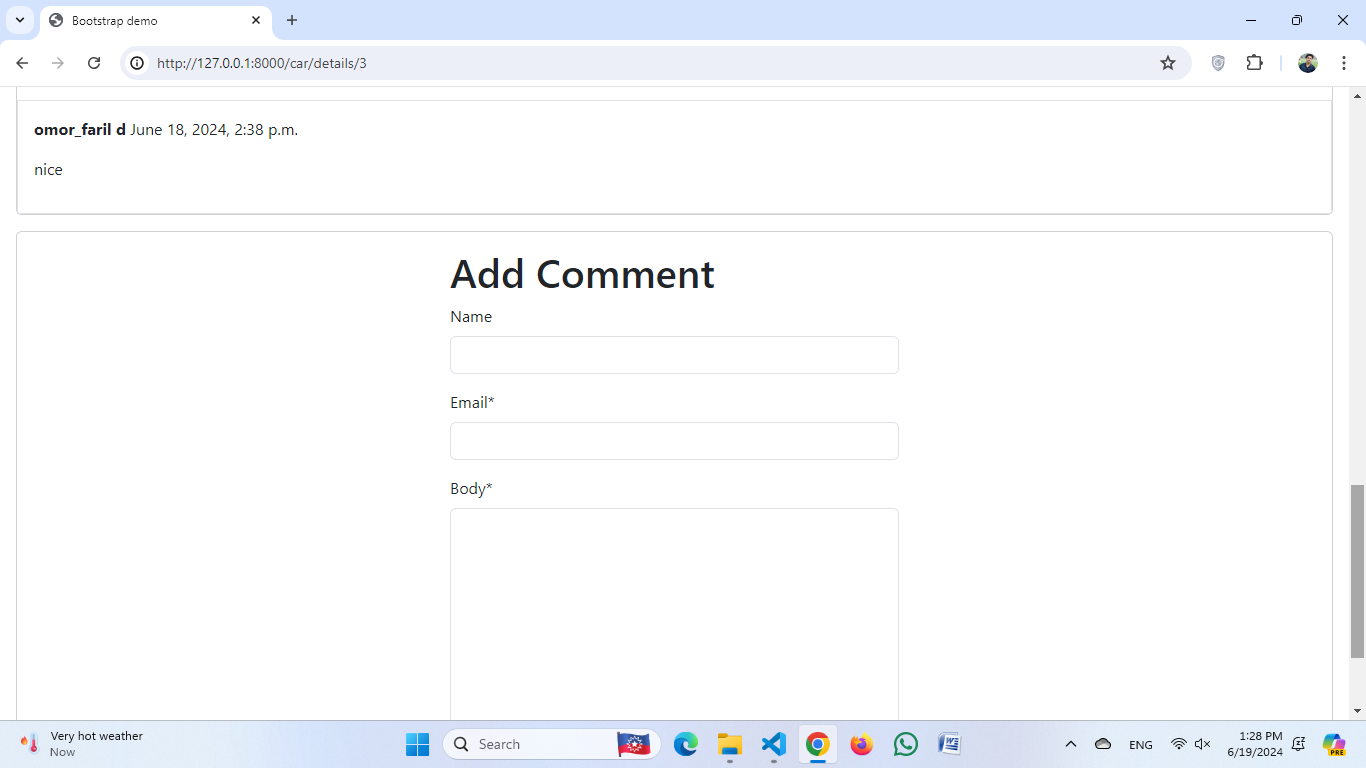 Bootstrap demo
http://127.0.0.1:8000/car/details/3
omor_faril d June 18, 2024, 2:38 p.m.
nice
Add Comment
Name
Email*
Body*
Very hot weather
Now
Search
ENG
1:28 PM
6/19/2024
PRE